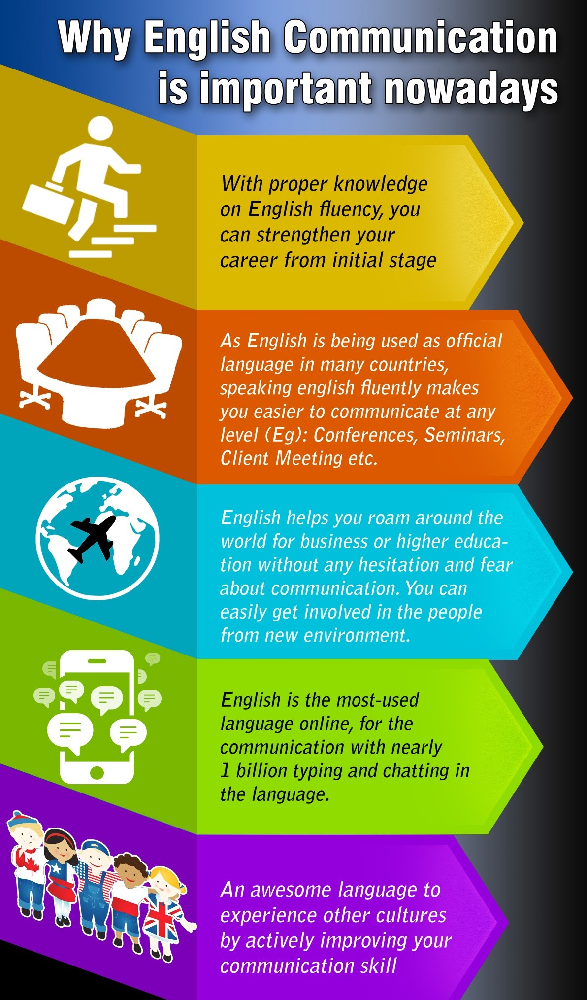 Why English Communication
is important nowadays
With proper knowledge
on English fluency, you
can strengthen your
career from initial stage
As English is being used as official
language in many countries,
speaking english fluently makes
you easier to communicate at any
level (Eg): Conferences, Seminars,
Client Meeting etc.
English helps you roam around the
world for business or higher educa-
tion without any hesitation and fear
about communication. You can
easily get involved in the people
from new environment.
English is the most-used
language online, for the
communication with nearly
1 billion typing and chatting in
the language.
An awesome language to
experience other cultures
by actively improving your
communication skill